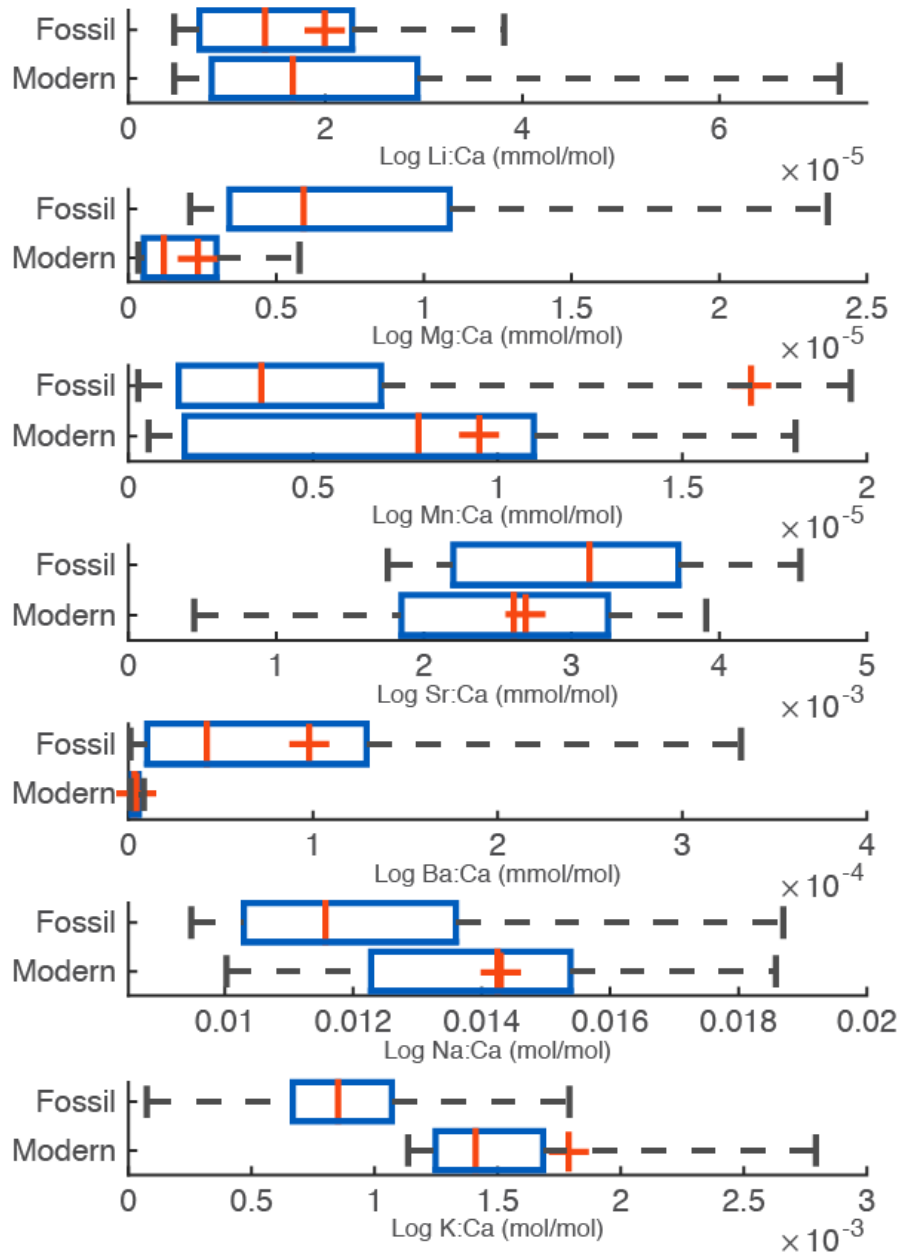 Fossil
Modern
0 2 4 6
Log Li:Ca (mmol/mol)
×10-5
Fossil
Modern
0 0.5 1 1.5 2 2.5
Log Mg:Ca (mmol/mol)
×10-5
Fossil
Modern
0 0.5 1 1.5 2
Log Mn:Ca (mmol/mol)
×10-5
Fossil
Modern
0 1 2 3 4 5
Log Sr:Ca (mmol/mol)
×10-3
Fossil
Modern
0 1 2 3 4
Log Ba:Ca (mmol/mol)
×10-4
Fossil
Modern
0.01 0.012 0.014 0.016 0.018 0.02
Log Na:Ca (mol/mol)
Fossil
Modern
0 0.5 1 1.5 2 2.5 3
Log K:Ca (mol/mol)
×10-3